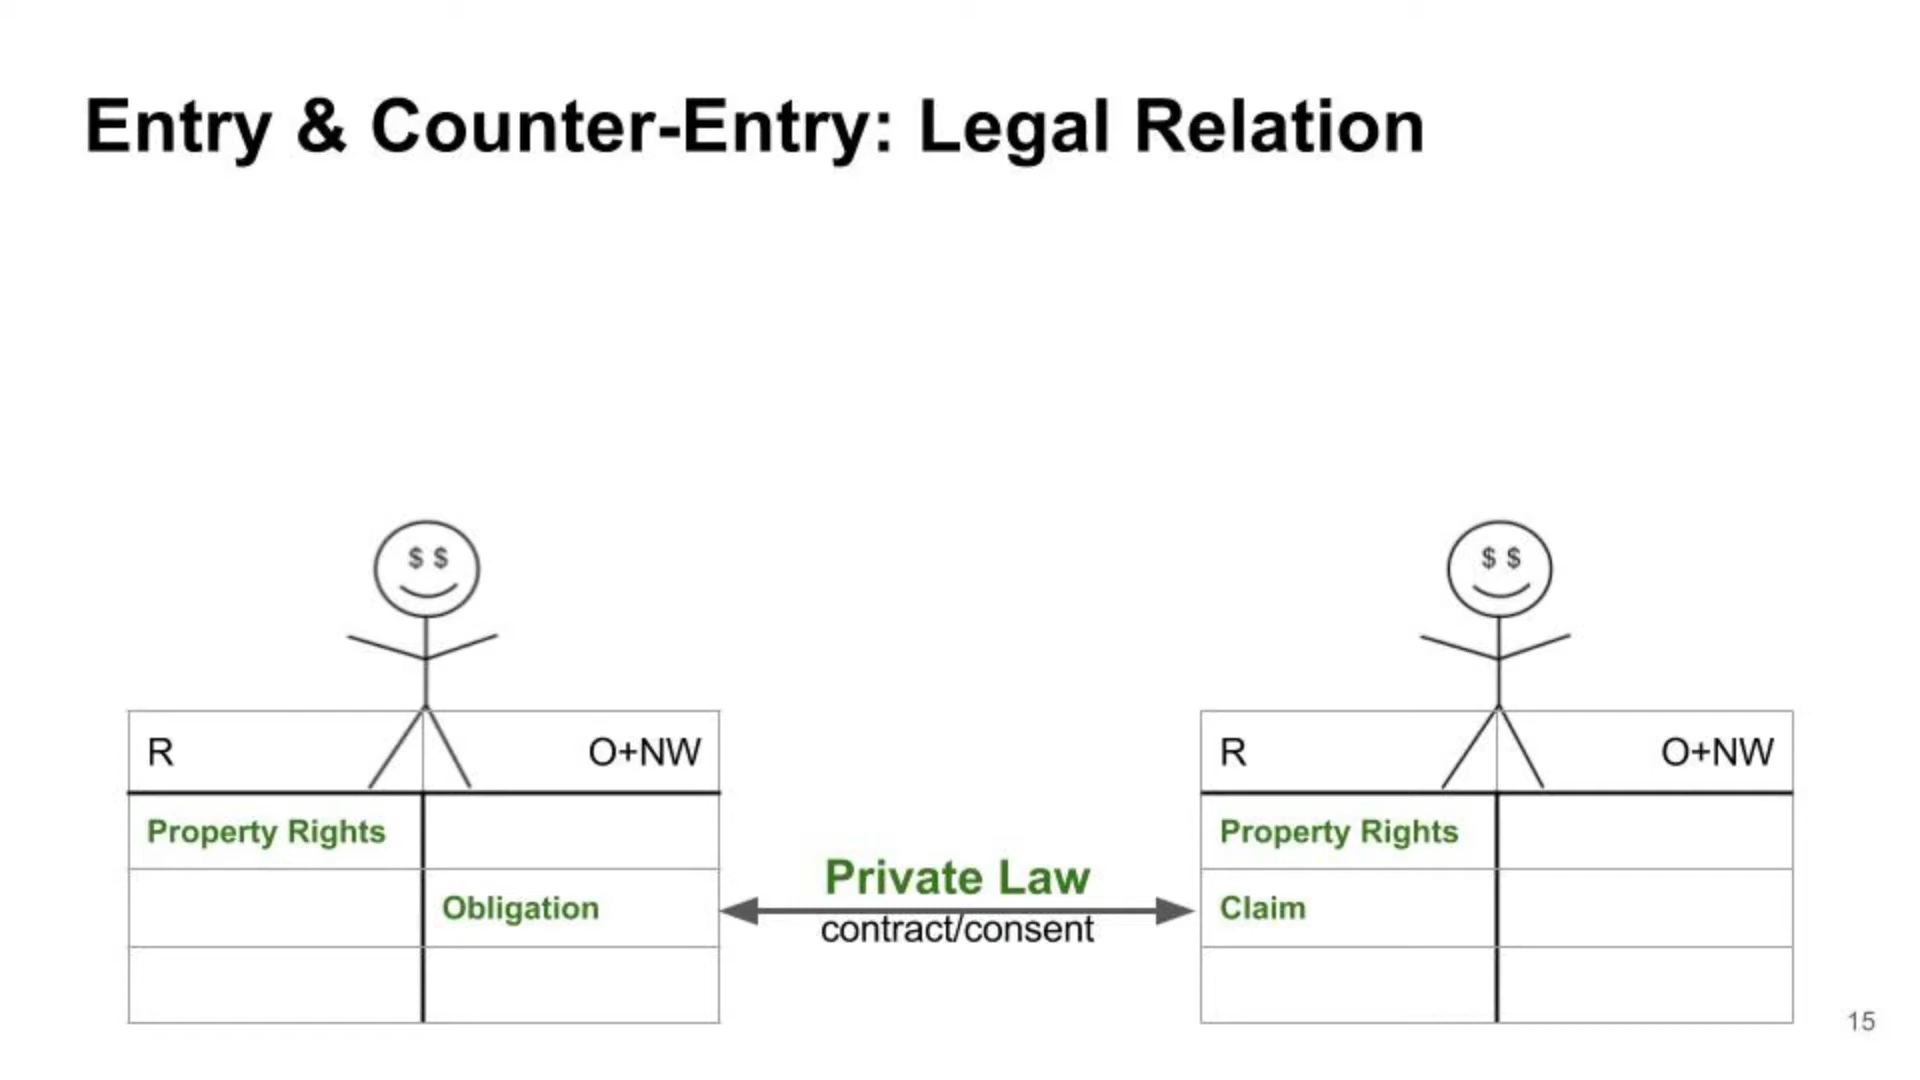 Entry & Counter-Entry: Legal Relation
$ $
$ $
R O+NW
R O+NW
Property Rights
Property Rights
Private Law
Obligation
Claim
contract/consent
15